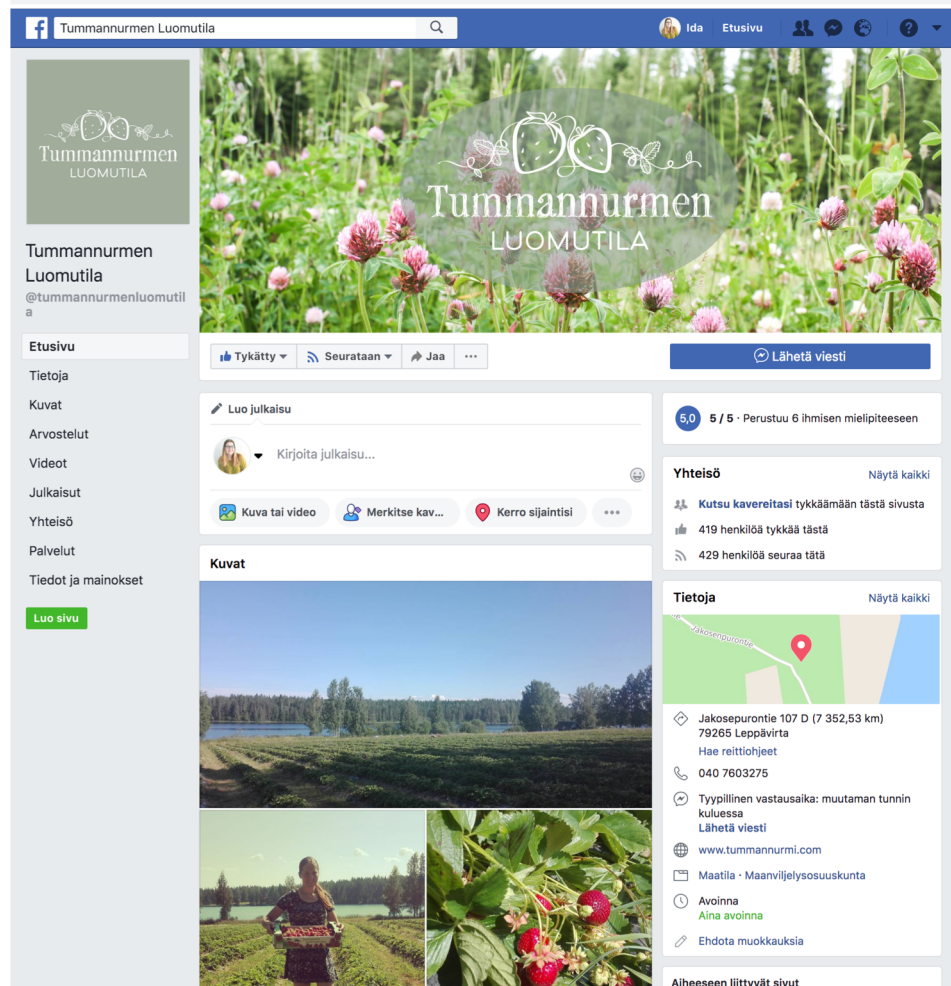 Tummannurmen Luomutila
Ida
Etusivu
Tummannurmen
LUOMUTILA
Tummannurmen
LUOMUTILA
Tummannurmen
Luomutila
@tummannurmenluomutil
a
Etusivu
Tietoja
Kuvat
Arvostelut
Videot
Julkaisut
Yhteisö
Palvelut
Tiedot ja mainokset
Luo sivu
Tykätty
Seurataan
Jaa
Lähetä viesti
Luo julkaisu
Kirjoita julkaisu...
Kuva tai video
Merkitse kav...
Kerro sijaintisi
Kuvat
5,0
5 / 5 · Perustuu 6 ihmisen mielipiteeseen
Yhteisö
Näytä kaikki
Kutsu kavereitasi tykkäämään tästä sivusta
419 henkilöä tykkää tästä
429 henkilöä seuraa tätä
Tietoja
Näytä kaikki
Jakosenpurontie
Jakosepurontie 107 D (7 352,53 km)
79265 Leppävirta
Hae reittiohjeet
040 7603275
Tyypillinen vastausaika: muutaman tunnin
kuluessa
Lähetä viesti
www.tummannurmi.com
Maatila · Maanviljelysosuuskunta
Avoinna
Aina avoinna
Ehdota muokkauksia
Aiheeseen liittyvät sivut